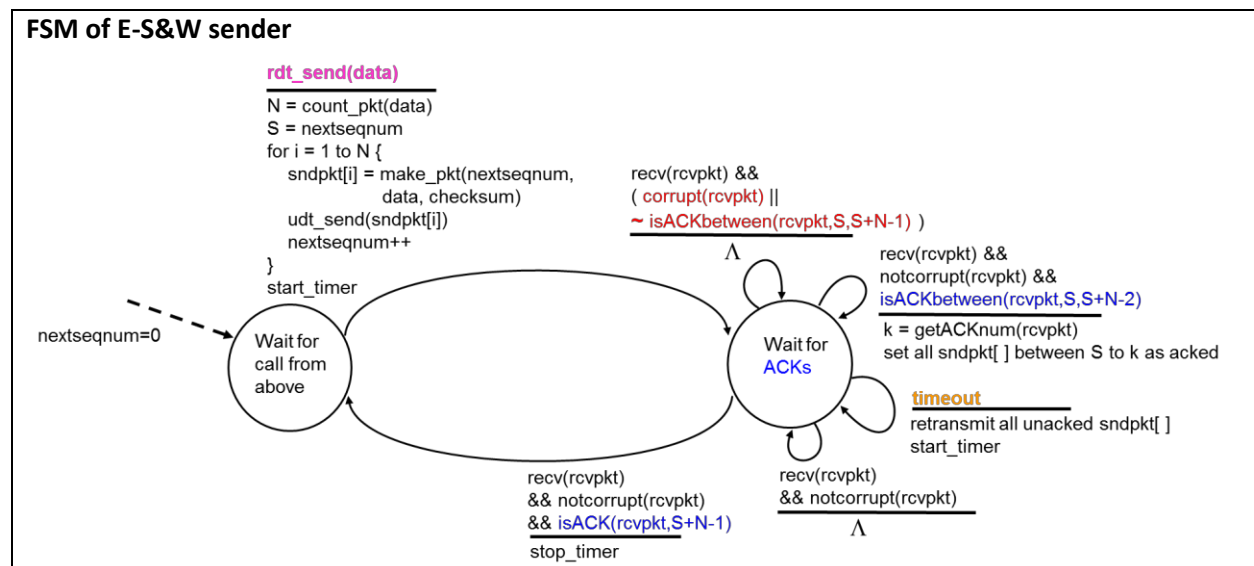 FSM of E-S&W sender
rdt_send(data)
N = count_pkt(data)
S = nextseqnum
for i = 1 to N {
sndpkt[i] = make_pkt(nextseqnum,
data, checksum)
udt_send(sndpkt[i])
nextseqnum++
}
start_timer
recv(rcvpkt) &&
( corrupt(rcvpkt) ||
~ isACKbetween(rcvpkt,S,S+N-1) )
Λ
recv(rcvpkt) &&
notcorrupt(rcvpkt) &&
isACKbetween(rcvpkt,S,S+N-2)
k = getACKnum(rcvpkt)
set all sndpkt[ ] between S to k as acked
nextseqnum=0
Wait for
call from
above
Wait for
ACKs
timeout
retransmit all unacked sndpkt[ ]
start_timer
recv(rcvpkt)
&& notcorrupt(rcvpkt)
&& isACK(rcvpkt,S+N-1)
stop_timer
recv(rcvpkt)
&& notcorrupt(rcvpkt)
Λ